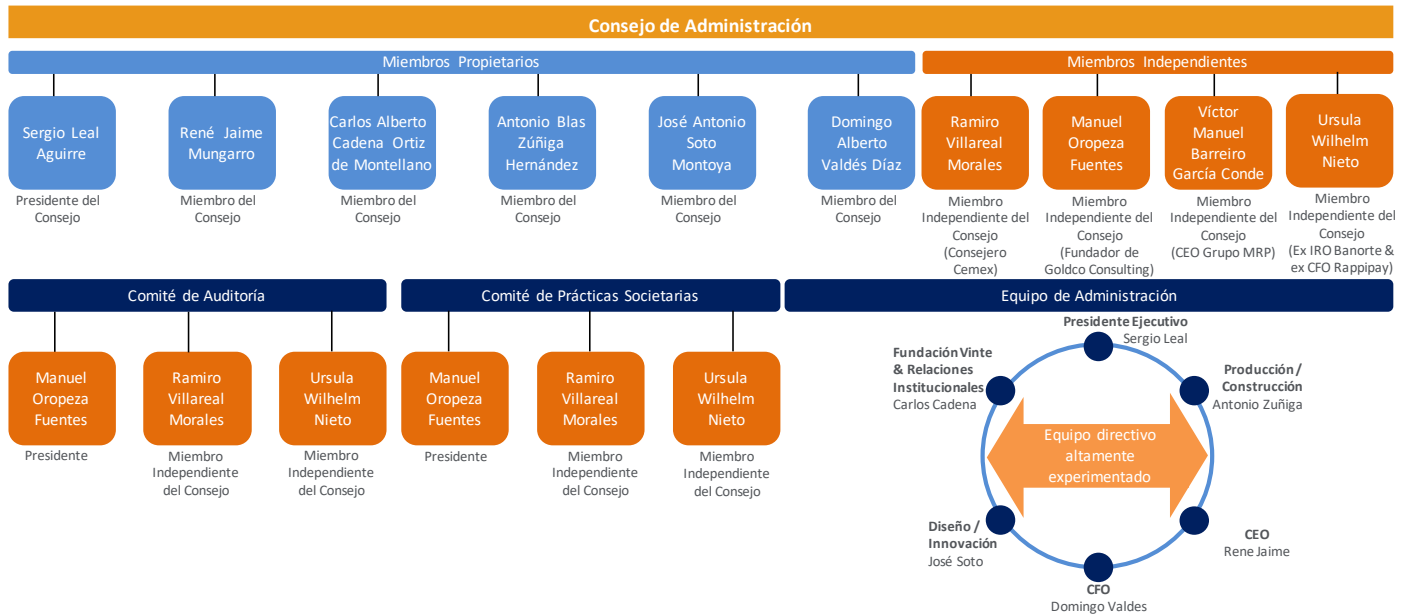 Consejo de Administración
Miembros Propietarios
Miembros Independientes
Sergio Leal
Aguirre
Presidente del
Consejo
René Jaime
Mungarro
Miembro del
Consejo
Carlos Alberto
Cadena Ortiz
de Montellano
Miembro del
Consejo
Antonio Blas
Zúñiga
Hernández
Miembro del
Consejo
José Antonio
Soto
Montoya
Miembro del
Consejo
Domingo
Alberto
Valdés Díaz
Miembro del
Consejo
Ramiro
Villareal
Morales
Miembro
Independiente del
Consejo
(Consejero
Cemex)
Manuel
Oropeza
Fuentes
Miembro
Independiente del
Consejo
(Fundador de
Goldco Consulting)
Víctor
Manuel
Barreiro
García Conde
Miembro
Independiente del
Consejo
(CEO Grupo MRP)
Ursula
Wilhelm
Nieto
Miembro
Independiente del
Consejo
(Ex IRO Banorte &
ex CFO Rappipay)
Comité de Auditoría
Manuel
Oropeza
Fuentes
Presidente
Ramiro
Villareal
Morales
Miembro
Independiente
del Consejo
Ursula
Wilhelm
Nieto
Miembro
Independiente
del Consejo
Comité de Prácticas Societarias
Manuel
Oropeza
Fuentes
Presidente
Ramiro
Villareal
Morales
Miembro
Independiente
del Consejo
Ursula
Wilhelm
Nieto
Miembro
Independiente
del Consejo
Equipo de Administración
Presidente Ejecutivo
Sergio Leal
Fundación Vinte
& Relaciones
Institucionales
Carlos Cadena
Producción /
Construcción
Antonio Zuñiga
Equipo directivo
altamente
experimentado
Diseño /
Innovación
José Soto
CEO
Rene Jaime
CFO
Domingo Valdes